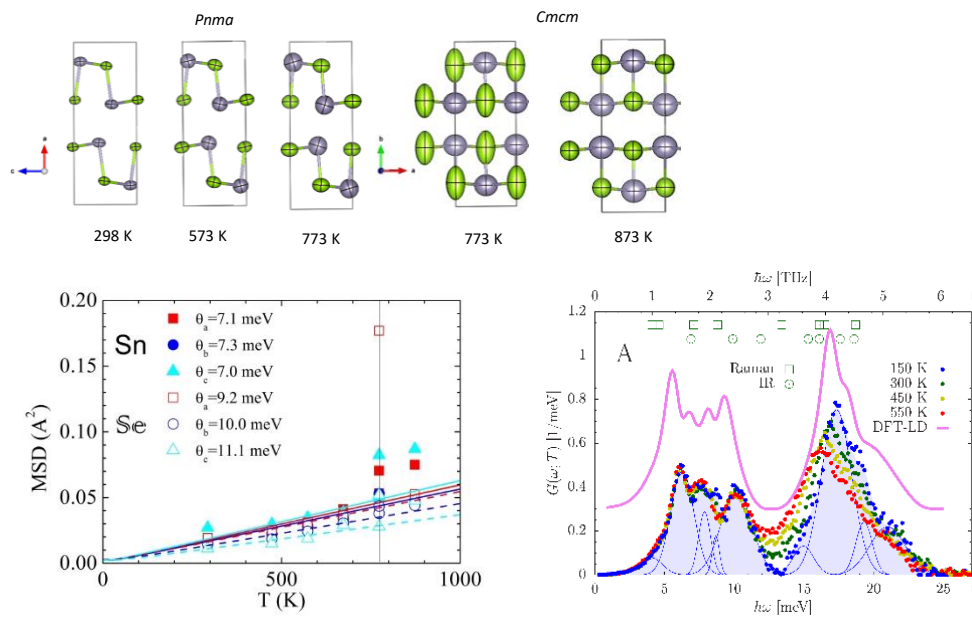 Pnma
Cmcm
a
c
b
a
298 K
573 K
773 K
773 K
873 K
0.20
0.15
0.10
0.05
0.00
MSD (Å²)
0
500
1000
T (K)
Sn
Se
θa=7.1 meV
θb=7.3 meV
θc=7.0 meV
θa=9.2 meV
θb=10.0 meV
θc=11.1 meV
ħω [THz]
0 1 2 3 4 5 6
A
Raman
IR
150 K
300 K
450 K
550 K
DFT-LD
G(ω; T) [1/meV]
1.2
1
0.8
0.6
0.4
0.2
0
0 5 10 15 20 25
ħω [meV]